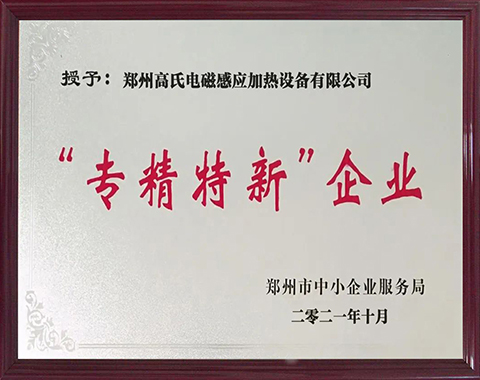 授予：郑州高氏电磁感应加热设备有限公司
“专精特新”企业
郑州市中小企业服务局
二零二一年十月